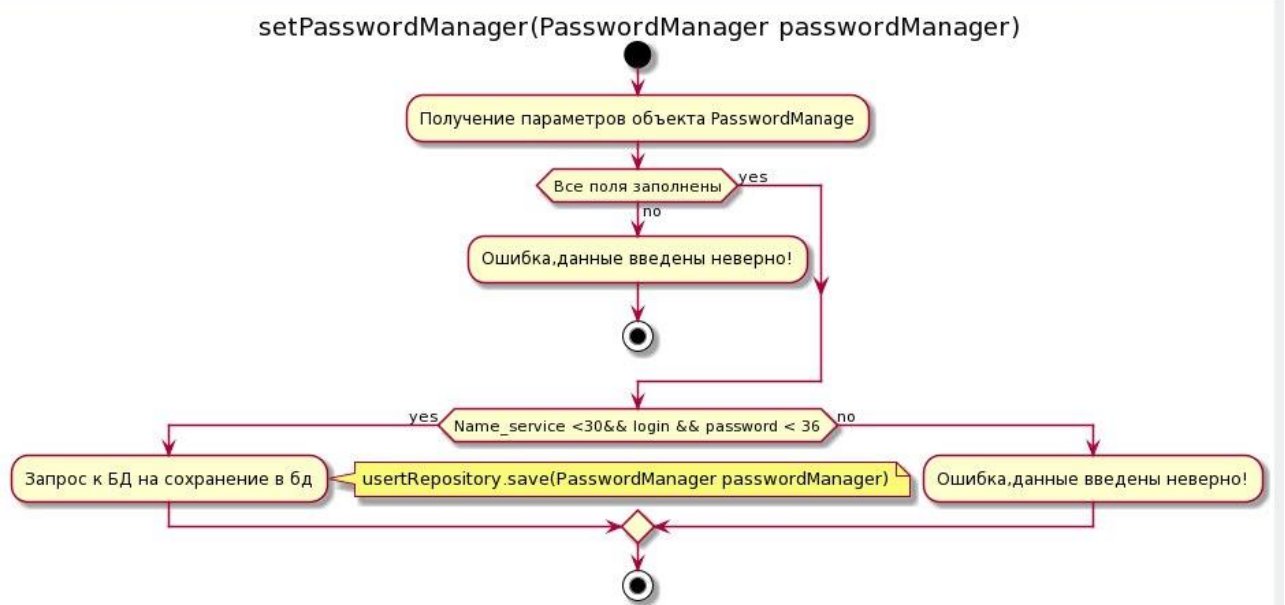 setPasswordManager(PasswordManager passwordManager)
Получение параметров объекта PasswordManage
Все поля заполнены
yes
no
Ошибка,данные введены неверно!
yes
Name_service <30&& login && password < 36
no
Запрос к БД на сохранение в бд
usertRepository.save(PasswordManager passwordManager)
Ошибка,данные введены неверно!